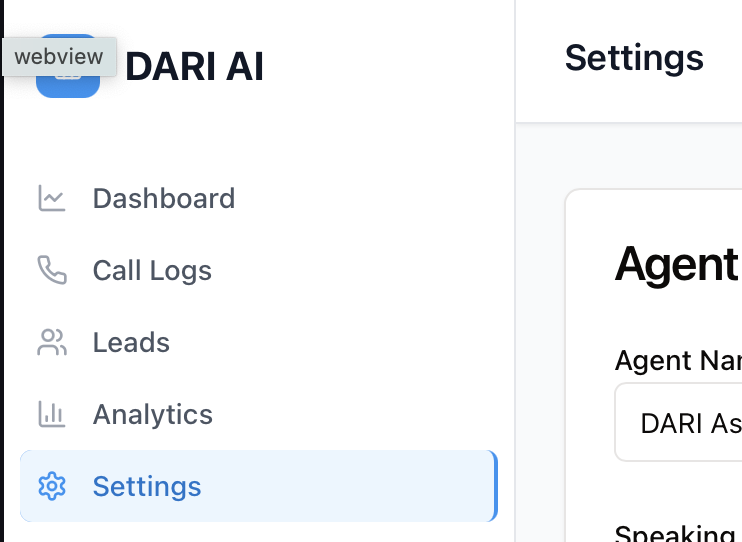 webview
DARI AI
Settings
Dashboard
Call Logs
Leads
Analytics
Settings
Agent
Agent Nar
DARI As
Speaking